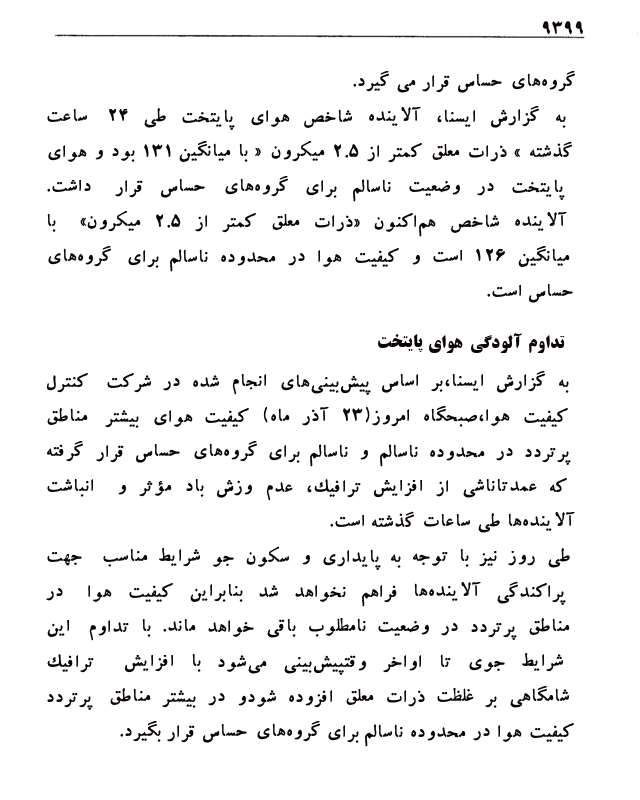 ۹۳۹۹
گروه‌های حساس قرار می گیرد.
به گزارش ایسنا، آلاینده شاخص هوای پایتخت طی ۲۴ ساعت
گذشته » ذرات معلق کمتر از ۲.۵ میکرون « با میانگین ۱۳۱ بود و هوای
پایتخت در وضعیت ناسالم برای گروه‌های حساس قرار داشت.
آلاینده شاخص هم‌اکنون «ذرات معلق کمتر از ۲.۵ میکرون» با
میانگین ۱۲۶ است و کیفیت هوا در محدوده ناسالم برای گروه‌های
حساس است.
تداوم آلودگی هوای پایتخت
به گزارش ایسنا،بر اساس پیش‌بینی‌های انجام شده در شرکت کنترل
کیفیت هوا،صبحگاه امروز(۲۳ آذر ماه) کیفیت هوای بیشتر مناطق
پرتردد در محدوده ناسالم و ناسالم برای گروه‌های حساس قرار گرفته
که عمدتاناشی از افزایش ترافیك، عدم وزش باد مؤثر و انباشت
آلاینده‌ها طی ساعات گذشته است.
طی روز نیز با توجه به پایداری و سکون جو شرایط مناسب جهت
پراکندگی آلاینده‌ها فراهم نخواهد شد بنابراین کیفیت هوا در
مناطق پرتردد در وضعیت نامطلوب باقی خواهد ماند. با تداوم این
شرایط جوی تا اواخر وقتپیش‌بینی می‌شود با افزایش ترافیك
شامگاهی بر غلظت ذرات معلق افزوده شودو در بیشتر مناطق پرتردد
کیفیت هوا در محدوده ناسالم برای گروه‌های حساس قرار بگیرد.